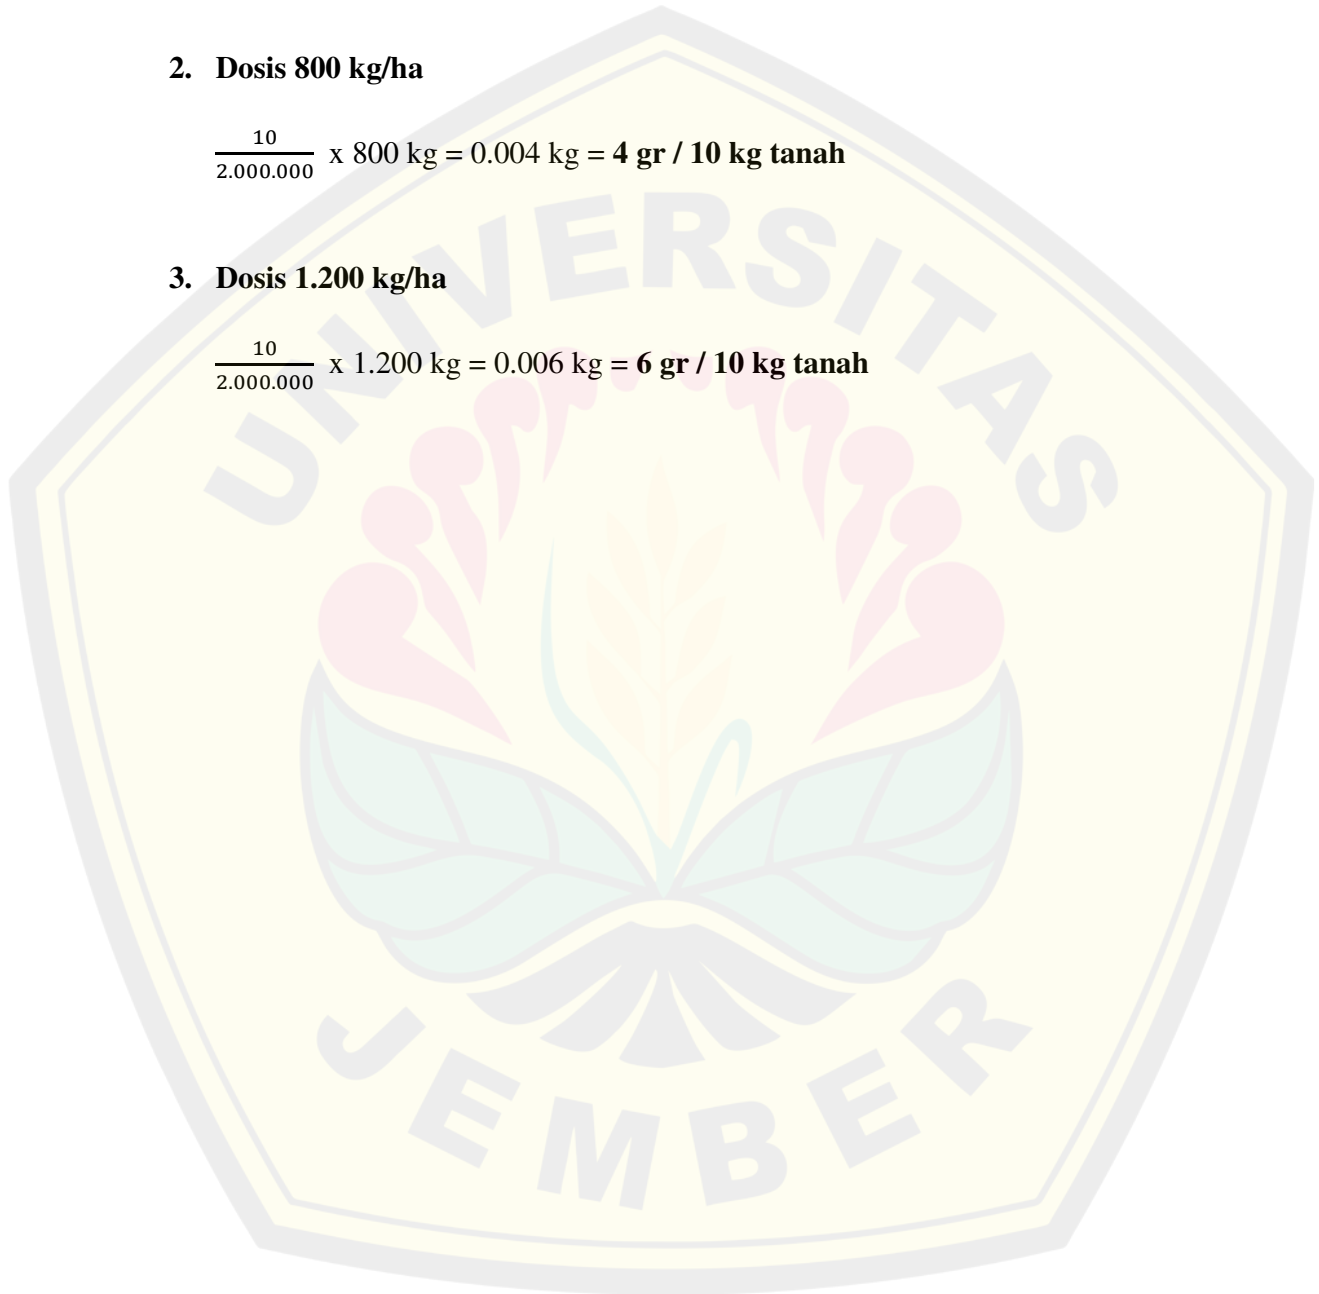 2. Dosis 800 kg/ha
10/2.000.000 x 800 kg = 0.004 kg = 4 gr / 10 kg tanah
3. Dosis 1.200 kg/ha
10/2.000.000 x 1.200 kg = 0.006 kg = 6 gr / 10 kg tanah
UNIVERSITAS
JEMBER